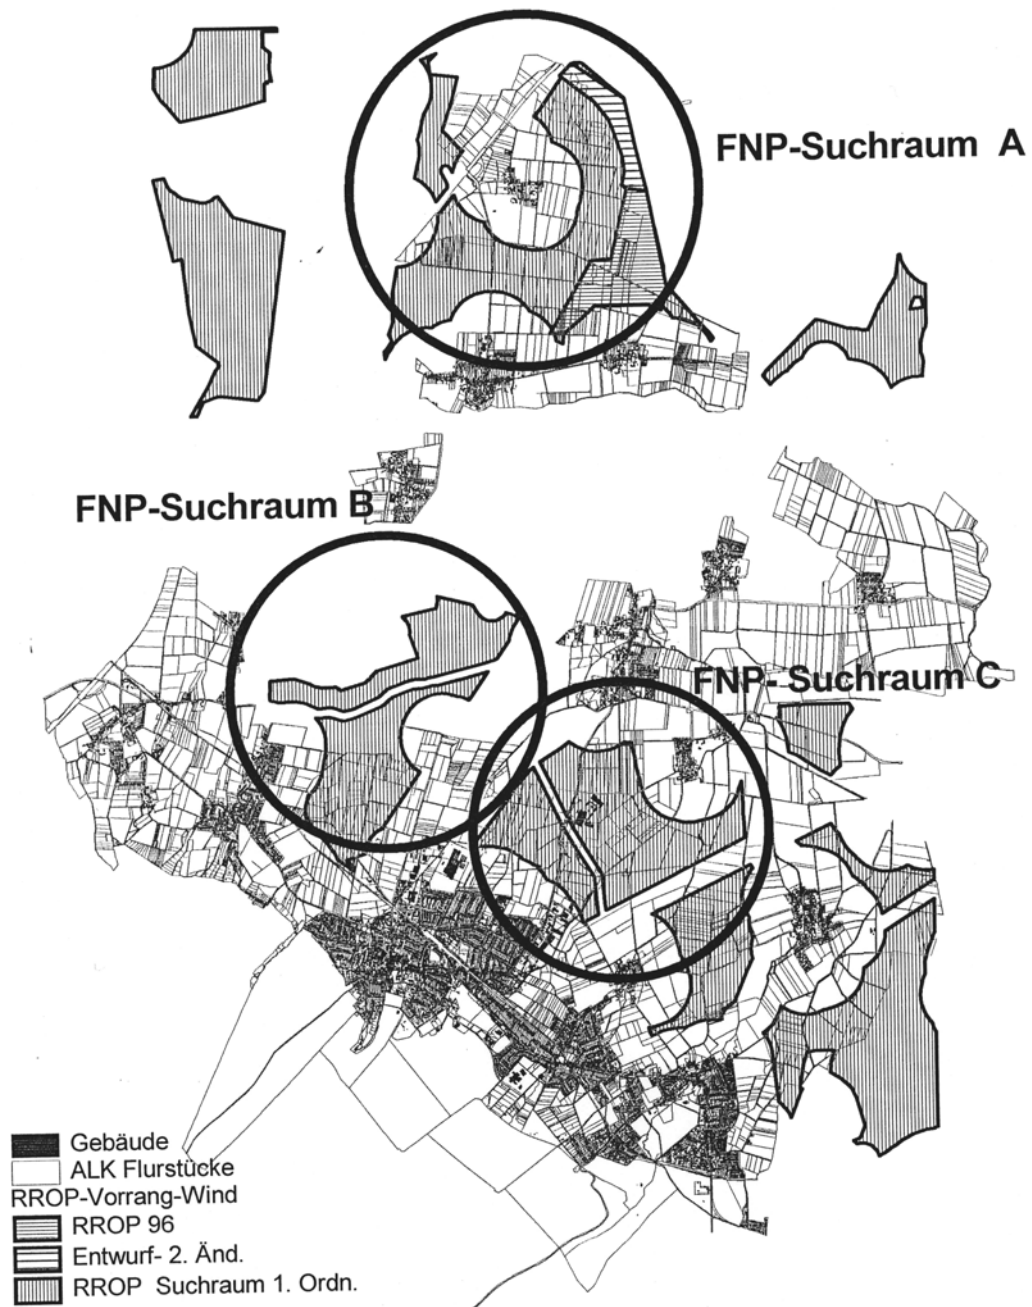 FNP-Suchraum A
FNP-Suchraum B
FNP- Suchraum C
Gebäude
ALK Flurstücke
RROP-Vorrang-Wind
RROP 96
Entwurf- 2. Änd.
RROP Suchraum 1. Ordn.